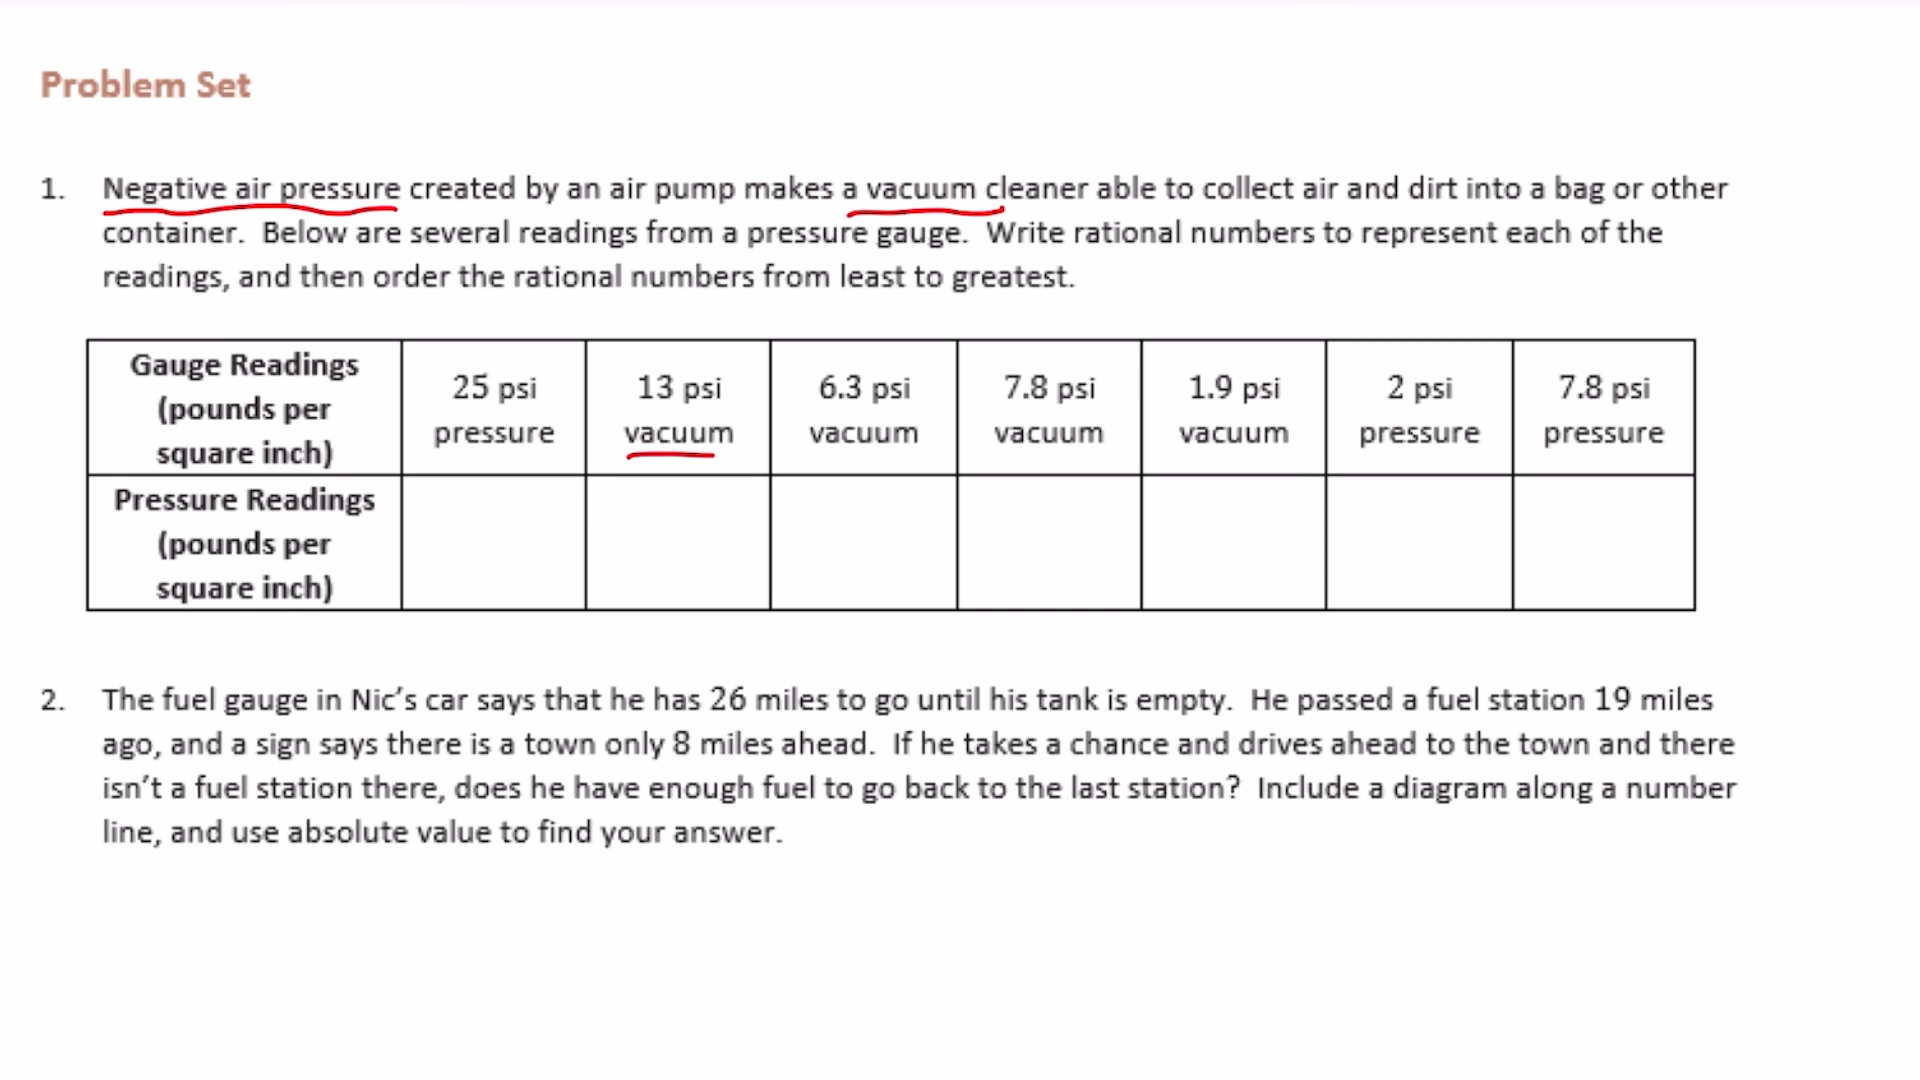 Problem Set
1. Negative air pressure created by an air pump makes a vacuum cleaner able to collect air and dirt into a bag or other
container. Below are several readings from a pressure gauge. Write rational numbers to represent each of the
readings, and then order the rational numbers from least to greatest.
Gauge Readings
(pounds per
square inch)
25 psi
pressure
13 psi
vacuum
6.3 psi
vacuum
7.8 psi
vacuum
1.9 psi
vacuum
2 psi
pressure
7.8 psi
pressure
Pressure Readings
(pounds per
square inch)
2. The fuel gauge in Nic’s car says that he has 26 miles to go until his tank is empty. He passed a fuel station 19 miles
ago, and a sign says there is a town only 8 miles ahead. If he takes a chance and drives ahead to the town and there
isn’t a fuel station there, does he have enough fuel to go back to the last station? Include a diagram along a number
line, and use absolute value to find your answer.